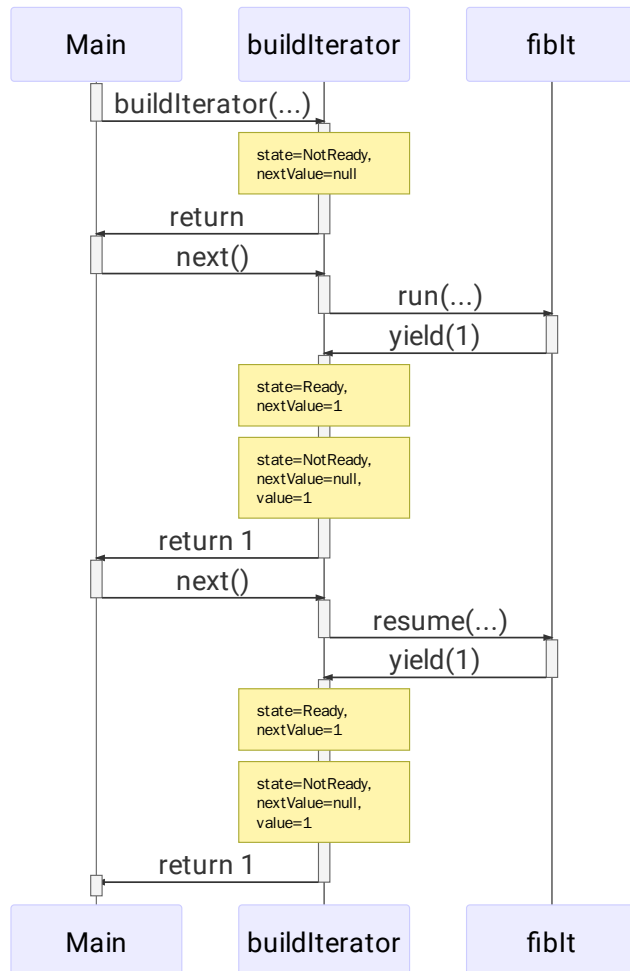 Main
buildIterator
fibIt
buildIterator(...)
state=NotReady,
nextValue=null
return
next()
run(...)
yield(1)
state=Ready,
nextValue=1
state=NotReady,
nextValue=null,
value=1
return 1
next()
resume(...)
yield(1)
state=Ready,
nextValue=1
state=NotReady,
nextValue=null,
value=1
return 1
Main
buildIterator
fibIt